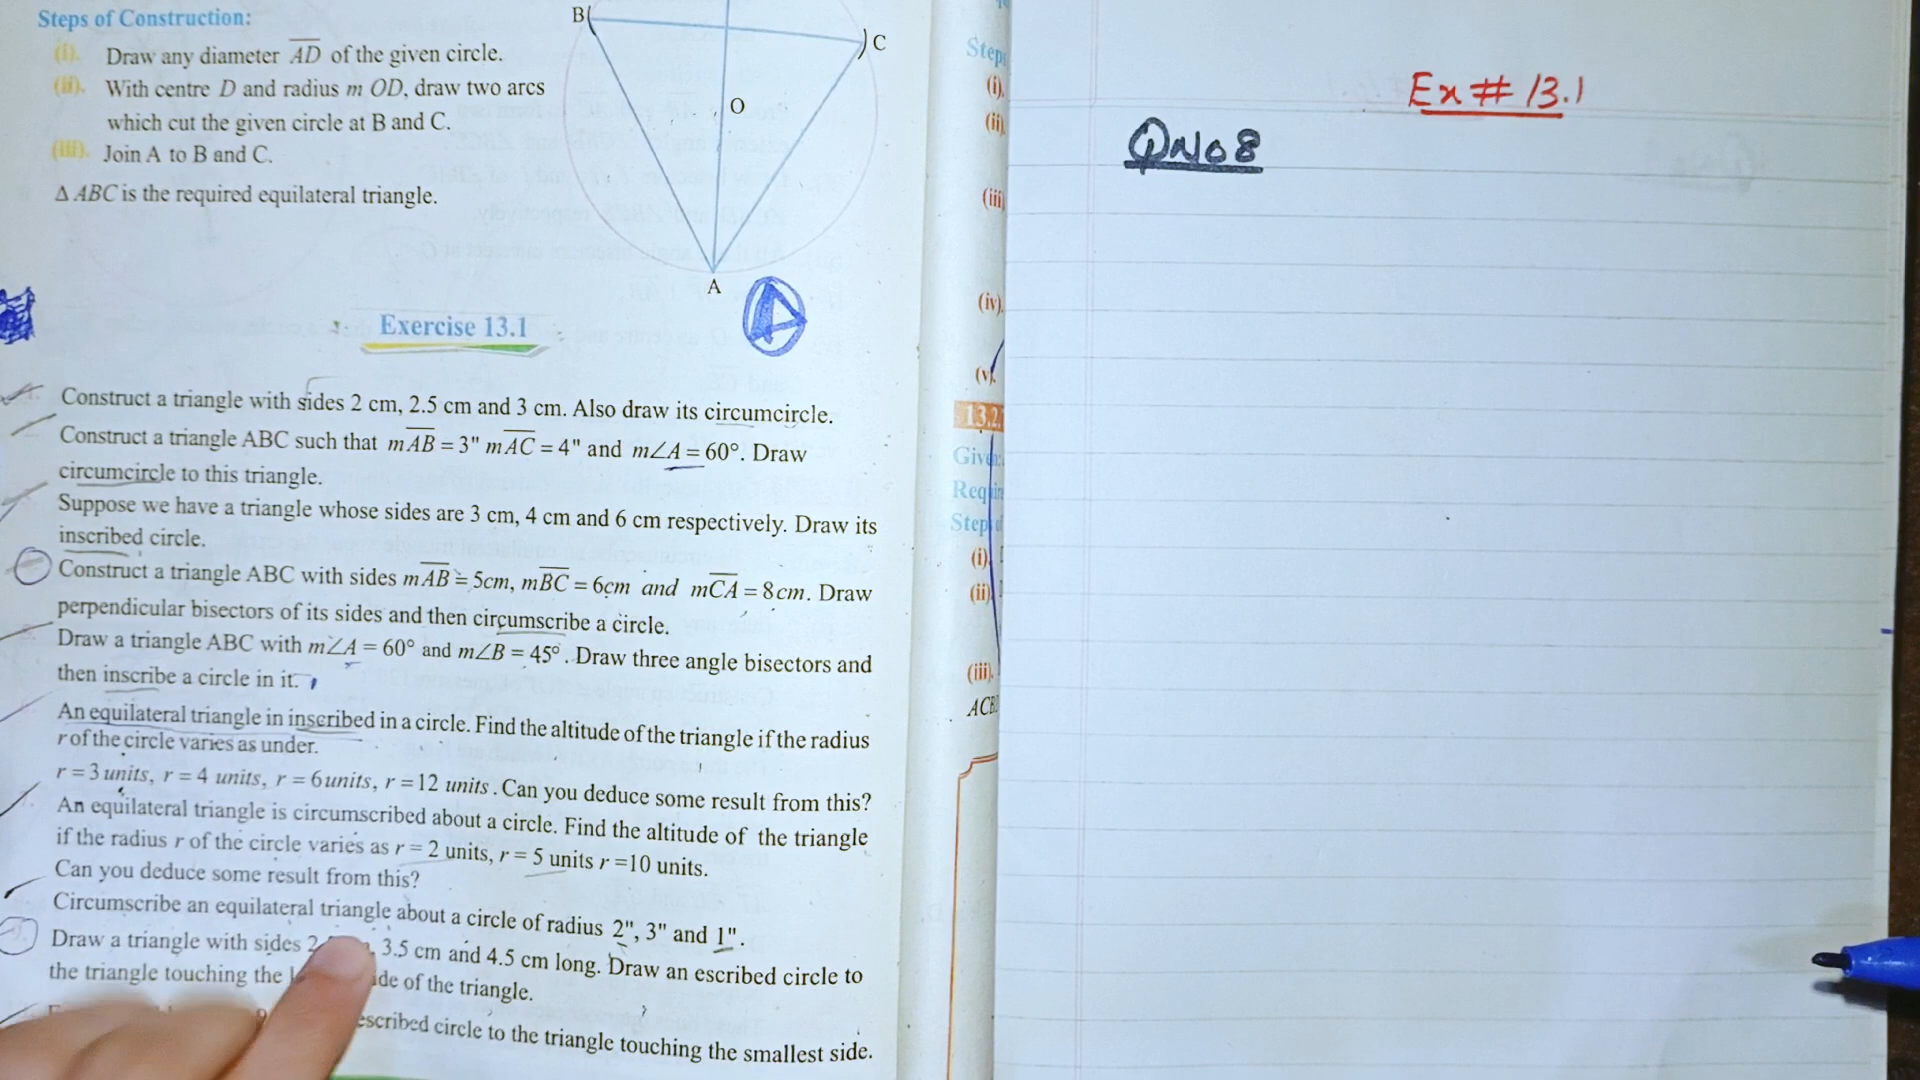 Steps of Construction:
(i). Draw any diameter AD of the given circle.
(ii). With centre D and radius m OD, draw two arcs
which cut the given circle at B and C.
(iii). Join A to B and C.
Δ ABC is the required equilateral triangle.
B
C
O
A
Exercise 13.1
Construct a triangle with sides 2 cm, 2.5 cm and 3 cm. Also draw its circumcircle.
Construct a triangle ABC such that mAB = 3" mAC = 4" and m∠A = 60°. Draw
circumcircle to this triangle.
Suppose we have a triangle whose sides are 3 cm, 4 cm and 6 cm respectively. Draw its
inscribed circle.
Construct a triangle ABC with sides mAB = 5cm, mBC = 6cm and mCA = 8cm. Draw
perpendicular bisectors of its sides and then circumscribe a circle.
Draw a triangle ABC with m∠A = 60° and m∠B = 45°. Draw three angle bisectors and
then inscribe a circle in it.
An equilateral triangle in inscribed in a circle. Find the altitude of the triangle if the radius
r of the circle varies as under.
r = 3 units, r = 4 units, r = 6 units, r = 12 units. Can you deduce some result from this?
An equilateral triangle is circumscribed about a circle. Find the altitude of the triangle
if the radius r of the circle varies as r = 2 units, r = 5 units r = 10 units.
Can you deduce some result from this?
Circumscribe an equilateral triangle about a circle of radius 2", 3" and 1".
Draw a triangle with sides 3.5 cm and 4.5 cm long. Draw an escribed circle to
the triangle touching the of the triangle.
escribed circle to the triangle touching the smallest side.
Steps
(i).
(ii).
(iii)
(iv).
(v).
13.2
(i).
(ii)
(iii).
Ex # 13.1
QNo8